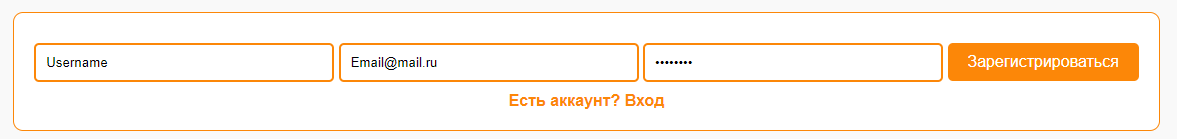 Username Email@mail.ru •••••••• Зарегистрироваться
Есть аккаунт? Вход